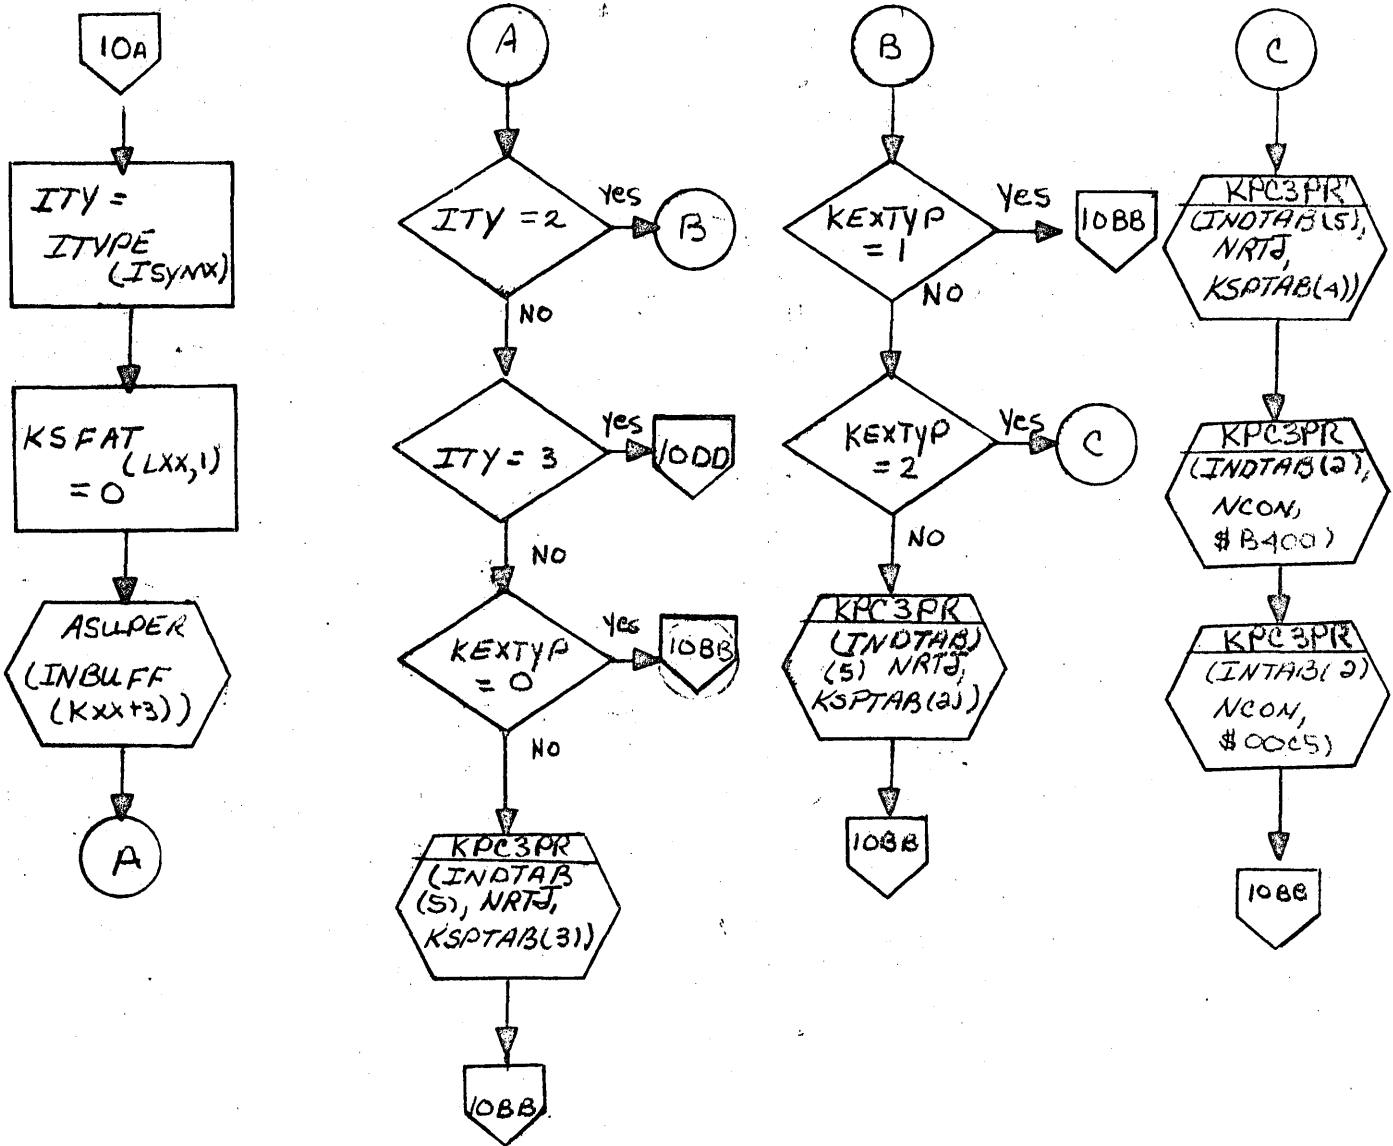 10A
ITY =
ITYPE
(ISYMX)
KSFAT
(LXX,1)
= 0
ASUPER
(INBUFF
(KXX+3))
A
A
ITY = 2
Yes
B
NO
ITY = 3
Yes
10DD
NO
KEXTYP
= 0
Yes
10BB
NO
KPC3PR
(INDTAB
(5), NRTJ,
KSPTAB(3))
10BB
B
KEXTYP
= 1
Yes
10BB
NO
KEXTYP
= 2
Yes
C
NO
KPC3PR
(INDTAB)
(5) NRTJ,
KSPTAB(2))
10BB
C
KPC3PR
(INDTAB(5),
NRTJ,
KSPTAB(4))
KPC3PR
(INDTAB(2),
NCON,
$B400)
KPC3PR
(INTAB(2)
NCON,
$00C5)
10BB